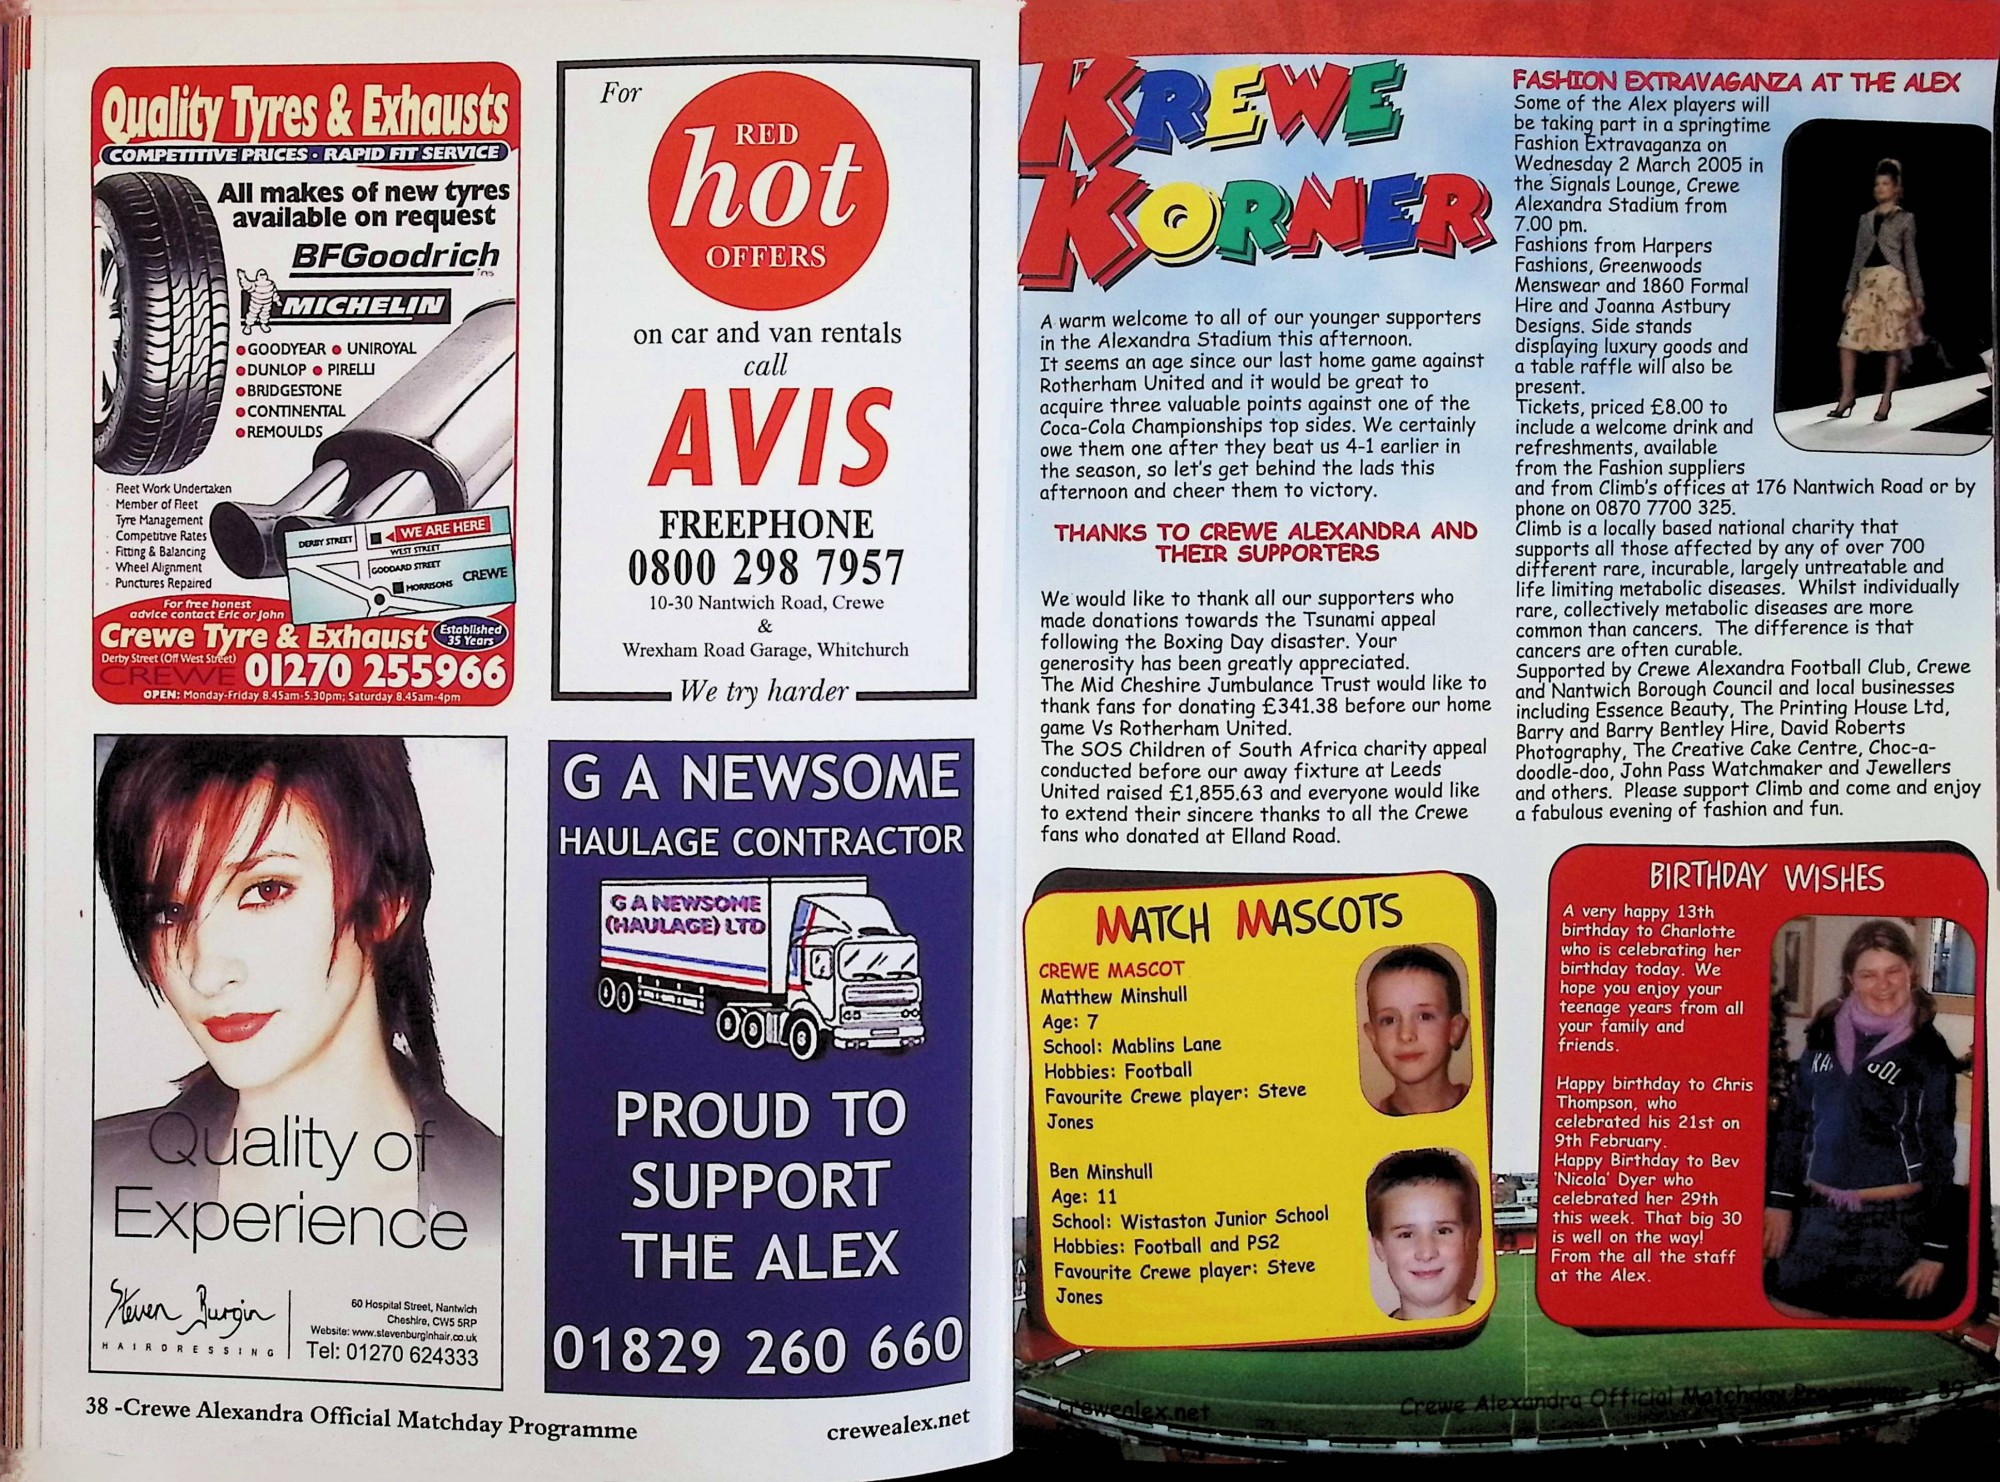 Quality Tyres & Exhausts
COMPETITIVE PRICES · RAPID FIT SERVICE
All makes of new tyres
available on request
BFGoodrich
MICHELIN
GOODYEAR UNIROYAL
DUNLOP PIRELLI
BRIDGESTONE
CONTINENTAL
REMOULDS
· Fleet Work Undertaken
· Member of Fleet
Tyre Management
· Competitive Rates
· Fitting & Balancing
· Wheel Alignment
· Punctures Repaired
WE ARE HERE
DERBY STREET
WEST STREET
GODDARD STREET
MORRISONS
CREWE
For free honest
advice contact Eric or John
Crewe Tyre & Exhaust
Established
35 Years
Derby Street (Off West Street)
CREWE
01270 255966
OPEN: Monday-Friday 8.45am-5.30pm; Saturday 8.45am-4pm
For
RED
hot
OFFERS
on car and van rentals
call
AVIS
FREEPHONE
0800 298 7957
10-30 Nantwich Road, Crewe
&
Wrexham Road Garage, Whitchurch
We try harder
Quality of
Experience
Steven Burgin
HAIRDRESSING
60 Hospital Street, Nantwich
Cheshire, CW5 5RP
Website: www.stevenburginhair.co.uk
Tel: 01270 624333
G A NEWSOME
HAULAGE CONTRACTOR
G A NEWSOME
(HAULAGE) LTD
PROUD TO
SUPPORT
THE ALEX
01829 260 660
38 -Crewe Alexandra Official Matchday Programme
crewealex.net
KREWE
KORNER
A warm welcome to all of our younger supporters
in the Alexandra Stadium this afternoon.
It seems an age since our last home game against
Rotherham United and it would be great to
acquire three valuable points against one of the
Coca-Cola Championships top sides. We certainly
owe them one after they beat us 4-1 earlier in
the season, so let's get behind the lads this
afternoon and cheer them to victory.
THANKS TO CREWE ALEXANDRA AND
THEIR SUPPORTERS
We would like to thank all our supporters who
made donations towards the Tsunami appeal
following the Boxing Day disaster. Your
generosity has been greatly appreciated.
The Mid Cheshire Jumbulance Trust would like to
thank fans for donating £341.38 before our home
game Vs Rotherham United.
The SOS Children of South Africa charity appeal
conducted before our away fixture at Leeds
United raised £1,855.63 and everyone would like
to extend their sincere thanks to all the Crewe
fans who donated at Elland Road.
MATCH MASCOTS
CREWE MASCOT
Matthew Minshull
Age: 7
School: Mablins Lane
Hobbies: Football
Favourite Crewe player: Steve
Jones
Ben Minshull
Age: 11
School: Wistaston Junior School
Hobbies: Football and PS2
Favourite Crewe player: Steve
Jones
FASHION EXTRAVAGANZA AT THE ALEX
Some of the Alex players will
be taking part in a springtime
Fashion Extravaganza on
Wednesday 2 March 2005 in
the Signals Lounge, Crewe
Alexandra Stadium from
7.00 pm.
Fashions from Harpers
Fashions, Greenwoods
Menswear and 1860 Formal
Hire and Joanna Astbury
Designs. Side stands
displaying luxury goods and
a table raffle will also be
present.
Tickets, priced £8.00 to
include a welcome drink and
refreshments, available
from the Fashion suppliers
and from Climb's offices at 176 Nantwich Road or by
phone on 0870 7700 325.
Climb is a locally based national charity that
supports all those affected by any of over 700
different rare, incurable, largely untreatable and
life limiting metabolic diseases. Whilst individually
rare, collectively metabolic diseases are more
common than cancers. The difference is that
cancers are often curable.
Supported by Crewe Alexandra Football Club, Crewe
and Nantwich Borough Council and local businesses
including Essence Beauty, The Printing House Ltd,
Barry and Barry Bentley Hire, David Roberts
Photography, The Creative Cake Centre, Choc-a-
doodle-doo, John Pass Watchmaker and Jewellers
and others. Please support Climb and come and enjoy
a fabulous evening of fashion and fun.
BIRTHDAY WISHES
A very happy 13th
birthday to Charlotte
who is celebrating her
birthday today. We
hope you enjoy your
teenage years from all
your family and
friends.
Happy birthday to Chris
Thompson, who
celebrated his 21st on
9th February.
Happy Birthday to Bev
'Nicola' Dyer who
celebrated her 29th
this week. That big 30
is well on the way!
From the all the staff
at the Alex.
crewealex.net
Crewe Alexandra Official Matchday Programme - 39